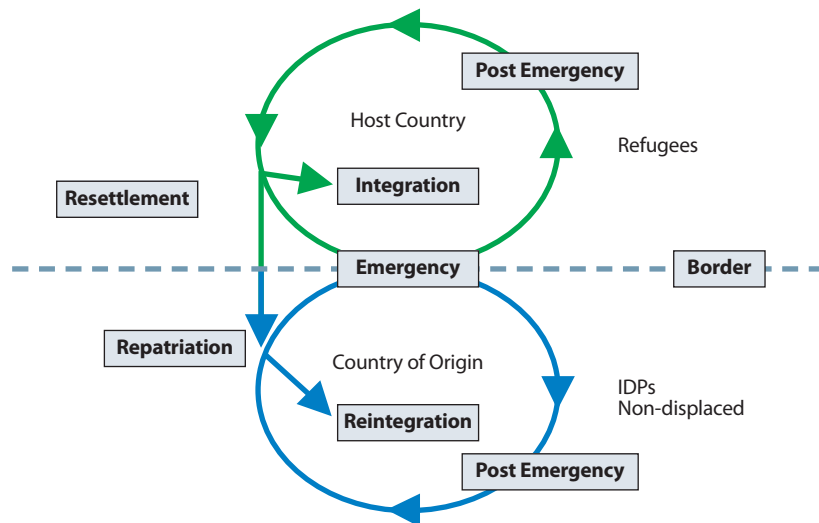 Post Emergency
Host Country
Refugees
Integration
Resettlement
Emergency
Border
Repatriation
Country of Origin
IDPs
Non-displaced
Reintegration
Post Emergency